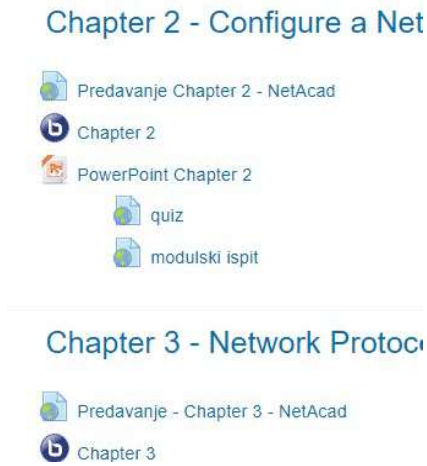 Chapter 2 - Configure a Net
Predavanje Chapter 2 - NetAcad
Chapter 2
PowerPoint Chapter 2
quiz
modulski ispit
Chapter 3 - Network Protoc
Predavanje - Chapter 3 - NetAcad
Chapter 3